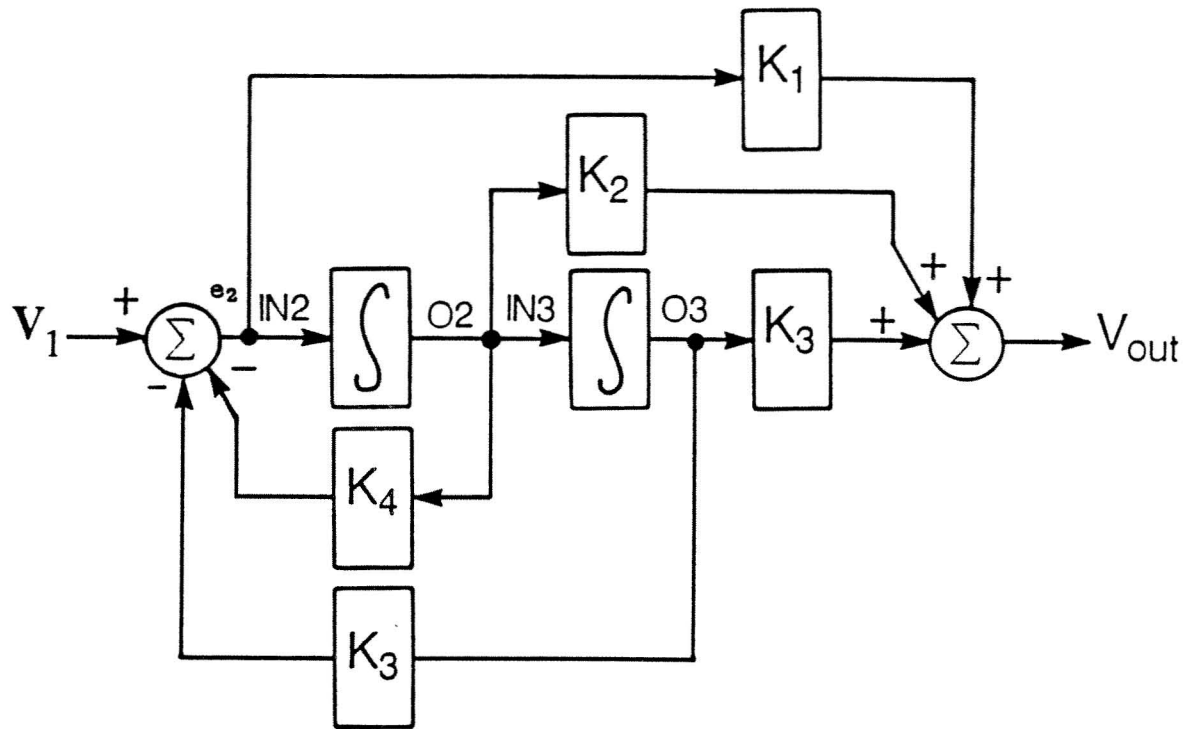 K1
K2
+
+
+
e2
IN2
∫
O2
IN3
∫
O3
K3
+
V1
Σ
Σ
Vout
-
-
K4
K3